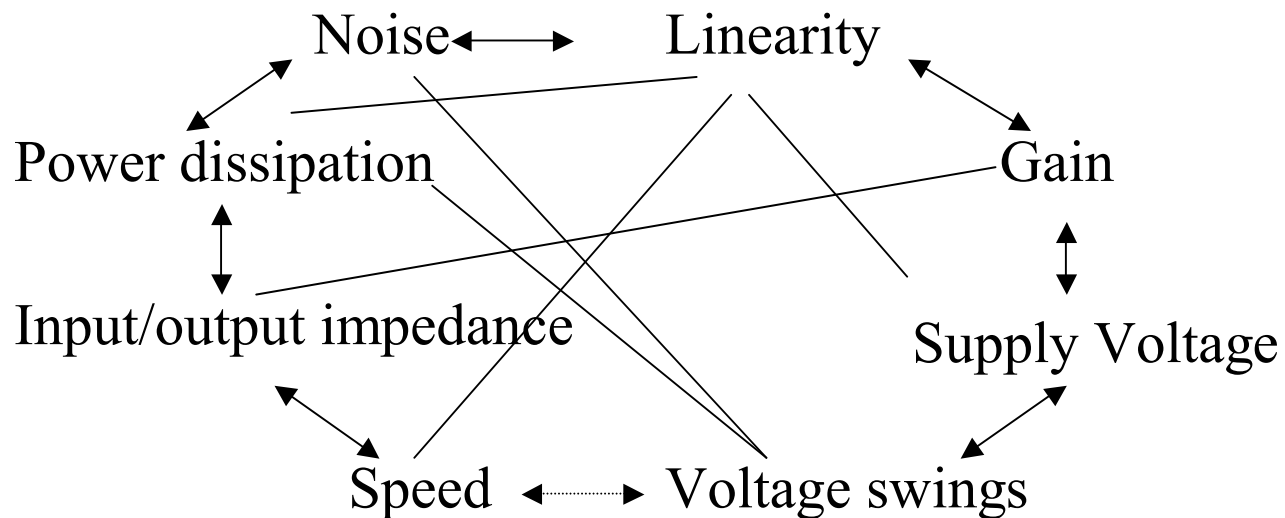 Noise
Linearity
Power dissipation
Gain
Input/output impedance
Supply Voltage
Speed
Voltage swings